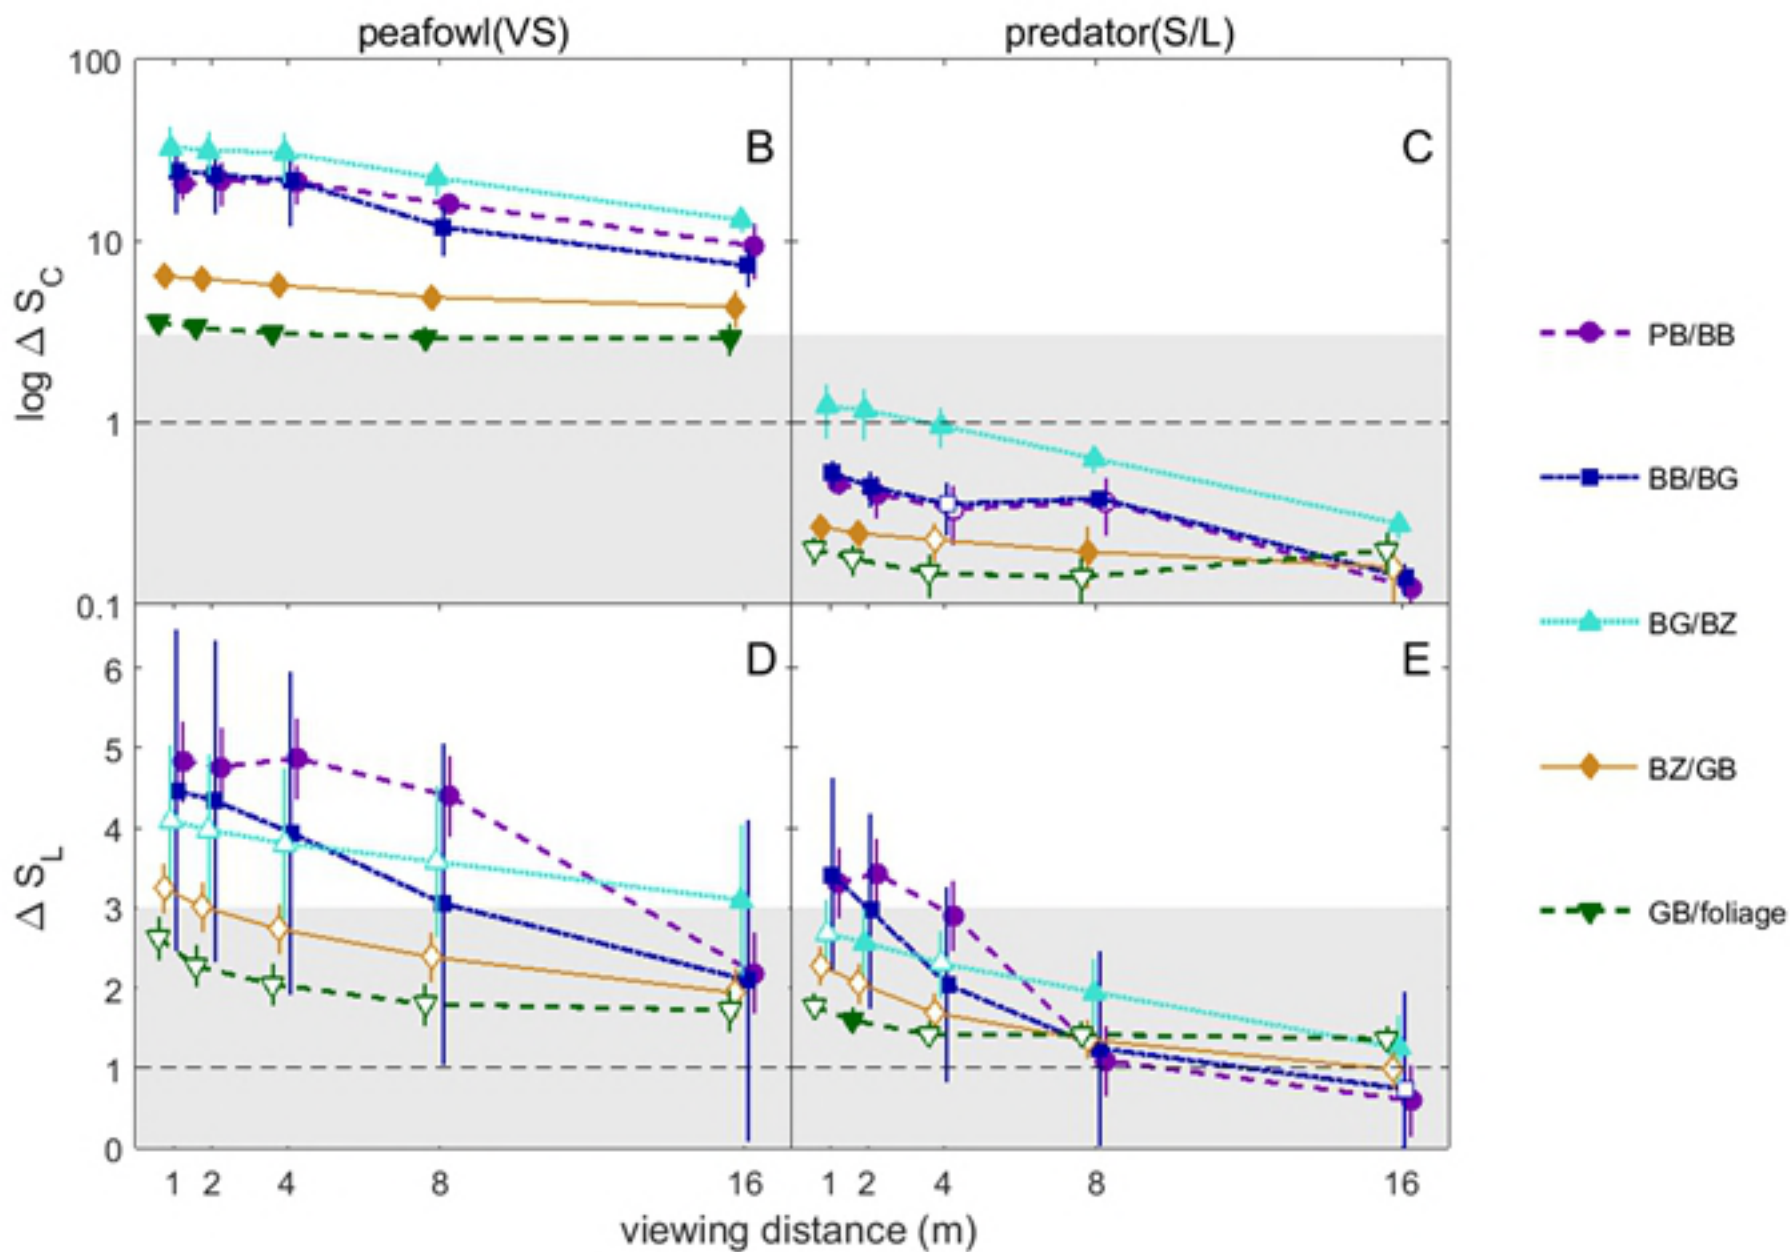 peafowl(VS) predator(S/L)
100
B C
10
log Δ S_C
1
0.1
PB/BB
BB/BG
BG/BZ
BZ/GB
GB/foliage
D E
6
5
4
Δ S_L
3
2
1
0
1 2 4 8 16 1 2 4 8 16
viewing distance (m)